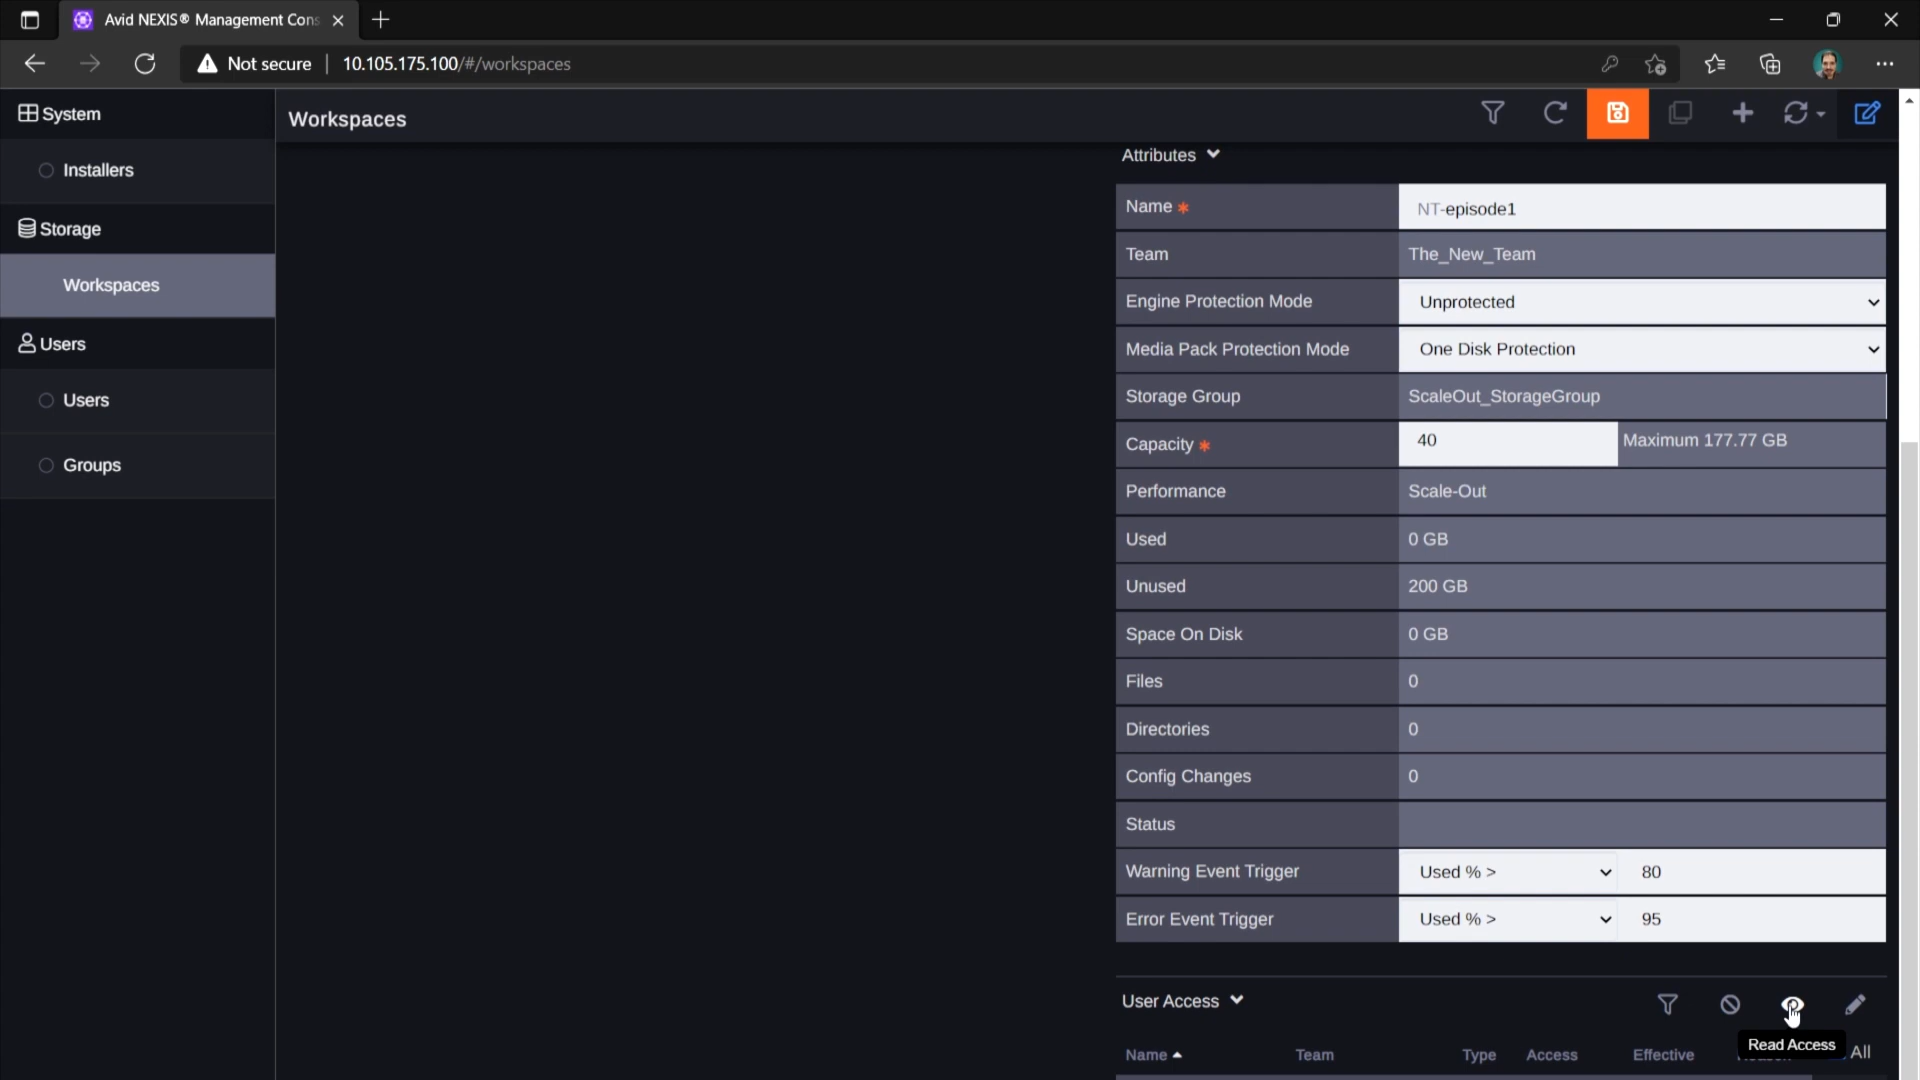 Avid NEXIS® Management Cons
Not secure
10.105.175.100/#/workspaces
System
Installers
Storage
Workspaces
Users
Users
Groups
Workspaces
Attributes
Name *
NT-episode1
Team
The_New_Team
Engine Protection Mode
Unprotected
Media Pack Protection Mode
One Disk Protection
Storage Group
ScaleOut_StorageGroup
Capacity *
40
Maximum 177.77 GB
Performance
Scale-Out
Used
0 GB
Unused
200 GB
Space On Disk
0 GB
Files
0
Directories
0
Config Changes
0
Status
Warning Event Trigger
Used % >
80
Error Event Trigger
Used % >
95
User Access
Read Access
Name
Team
Type
Access
Effective
All